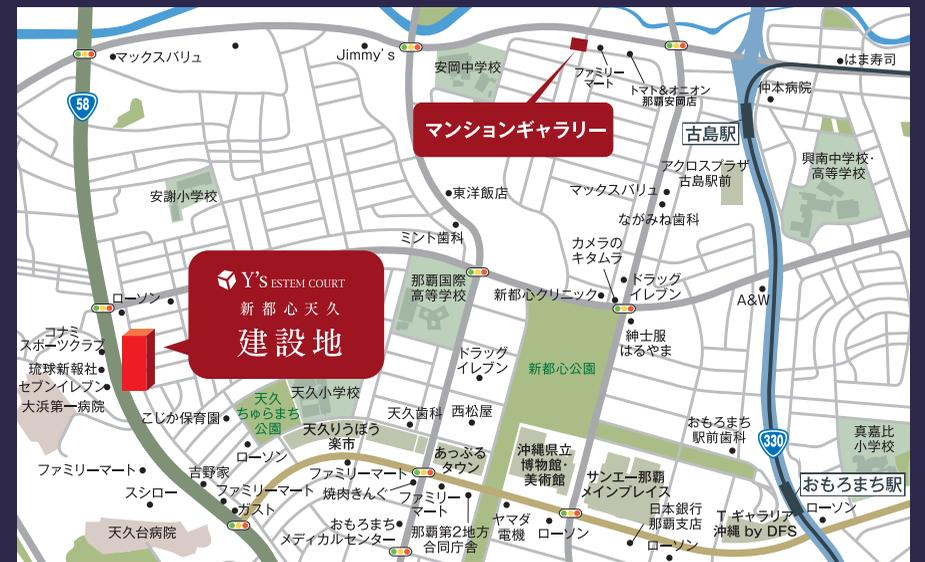 マックスバリュ
Jimmy's
安岡中学校
ファミリー
マート
トマト&オニオン
那覇安岡店
はま寿司
仲本病院
58
マンションギャラリー
古島駅
興南中学校・
高等学校
安謝小学校
東洋飯店
マックスバリュ
アクロスプラザ
古島駅前
ながみね歯科
ミント歯科
カメラの
キタムラ
Y's ESTEM COURT
新都心天久
建設地
那覇国際
高等学校
新都心クリニック
ドラッグ
イレブン
A&W
ローソン
コナミ
スポーツクラブ
琉球新報社
セブンイレブン
大浜第一病院
紳士服
はるやま
ドラッグ
イレブン
新都心公園
こじか保育園
天久
ちゅらまち
公園
天久小学校
天久りうぼう
楽市
天久歯科
西松屋
おもろまち
駅前歯科
330
真嘉比
小学校
ローソン
あっぷる
タウン
沖縄県立
博物館・
美術館
サンエー那覇
メインプレイス
おもろまち駅
ファミリーマート
吉野家
ファミリーマート
ファミリーマート
焼肉きんぐ
ファミリー
マート
スシロー
ガスト
おもろまち
メディカルセンター
那覇第2地方
合同庁舎
ヤマダ
電機
ローソン
日本銀行
那覇支店
ローソン
T ギャラリア
沖縄 by DFS
ローソン
天久台病院